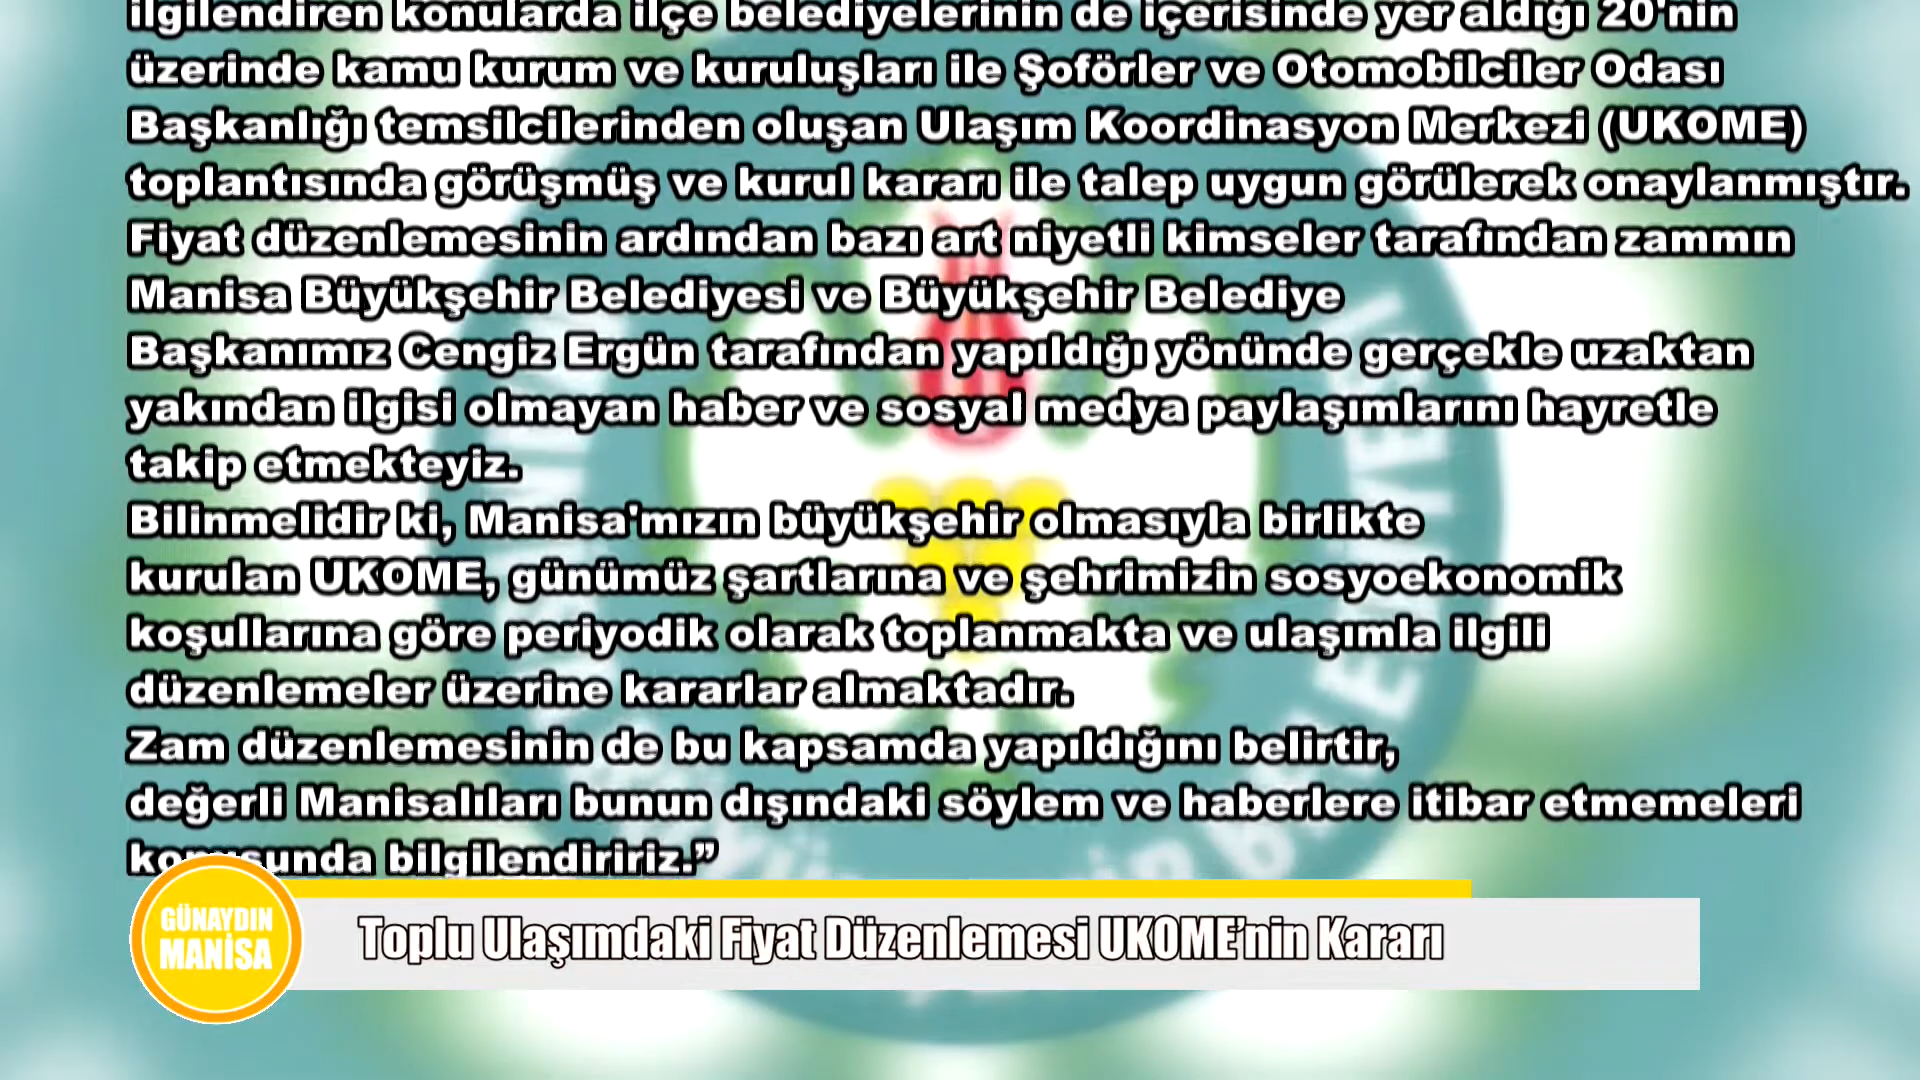 ilgilendiren konularda ilçe belediyelerinin de içerisinde yer aldığı 20'nin
üzerinde kamu kurum ve kuruluşları ile Şoförler ve Otomobilciler Odası
Başkanlığı temsilcilerinden oluşan Ulaşım Koordinasyon Merkezi (UKOME)
toplantısında görüşmüş ve kurul kararı ile talep uygun görülerek onaylanmıştır.
Fiyat düzenlemesinin ardından bazı art niyetli kimseler tarafından zammın
Manisa Büyükşehir Belediyesi ve Büyükşehir Belediye
Başkanımız Cengiz Ergün tarafından yapıldığı yönünde gerçekle uzaktan
yakından ilgisi olmayan haber ve sosyal medya paylaşımlarını hayretle
takip etmekteyiz.
Bilinmelidir ki, Manisa'mızın büyükşehir olmasıyla birlikte
kurulan UKOME, günümüz şartlarına ve şehrimizin sosyoekonomik
koşullarına göre periyodik olarak toplanmakta ve ulaşımla ilgili
düzenlemeler üzerine kararlar almaktadır.
Zam düzenlemesinin de bu kapsamda yapıldığını belirtir,
değerli Manisalıları bunun dışındaki söylem ve haberlere itibar etmemeleri
konusunda bilgilendiririz.”
GÜNAYDIN
MANİSA
Toplu Ulaşımdaki Fiyat Düzenlemesi UKOME’nin Kararı